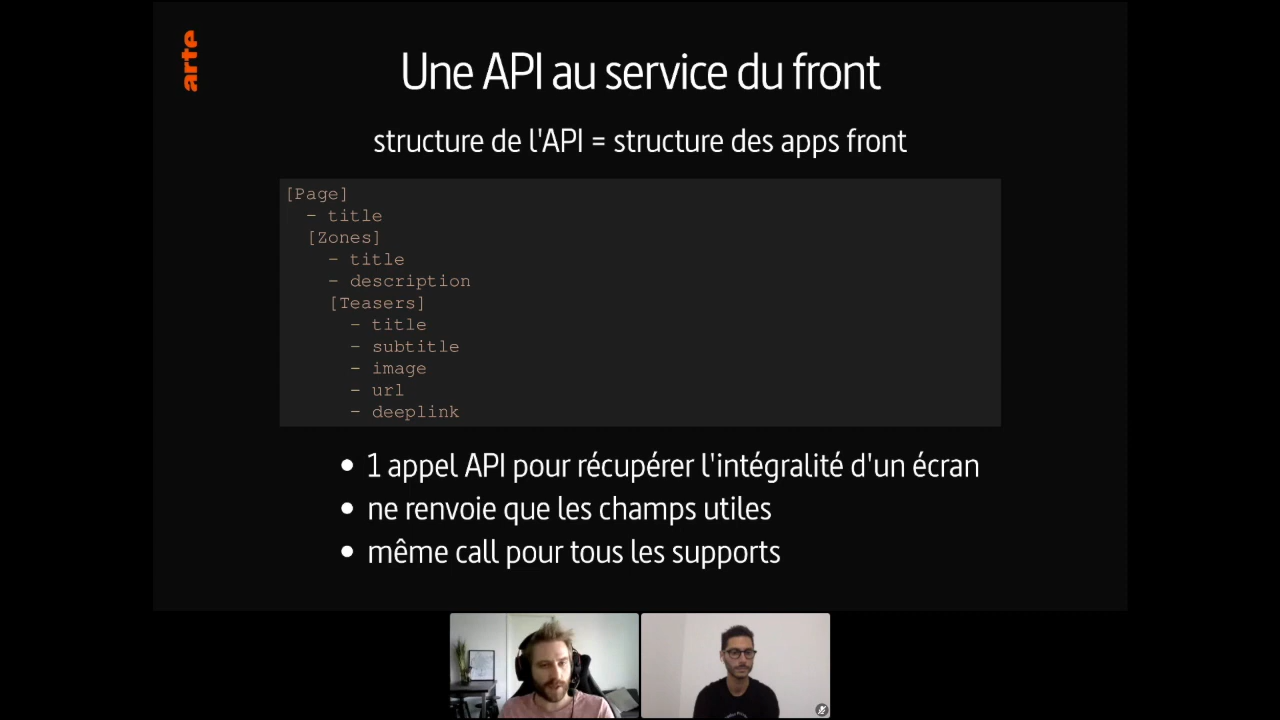 arte
Une API au service du front
structure de l'API = structure des apps front
[Page]
- title
[Zones]
- title
- description
[Teasers]
- title
- subtitle
- image
- url
- deeplink
• 1 appel API pour récupérer l'intégralité d'un écran
• ne renvoie que les champs utiles
• même call pour tous les supports